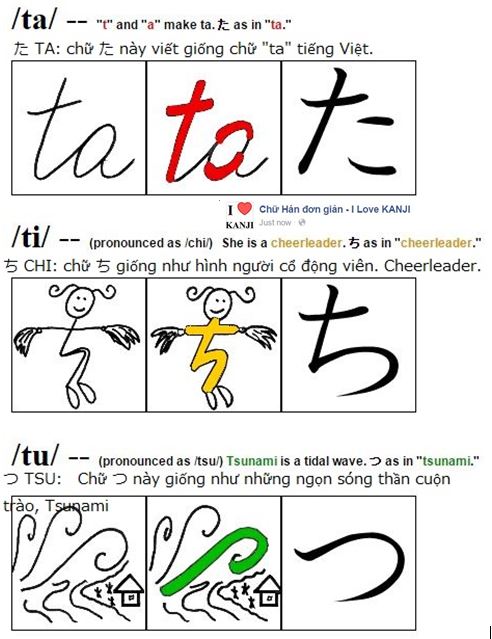 /ta/ -- "t" and "a" make ta. た as in "ta."
た TA: chữ た này viết giống chữ "ta" tiếng Việt.
ta ta た
I ❤ KANJI
Chữ Hán đơn giản - I Love KANJI
Just now ·
/ti/ -- (pronounced as /chi/) She is a cheerleader. ち as in "cheerleader."
ち CHI: chữ ち giống như hình người cổ động viên. Cheerleader.
ち
/tu/ -- (pronounced as /tsu/) Tsunami is a tidal wave. つ as in "tsunami."
つ TSU: Chữ つ này giống như những ngọn sóng thần cuộn
trào, Tsunami
つ